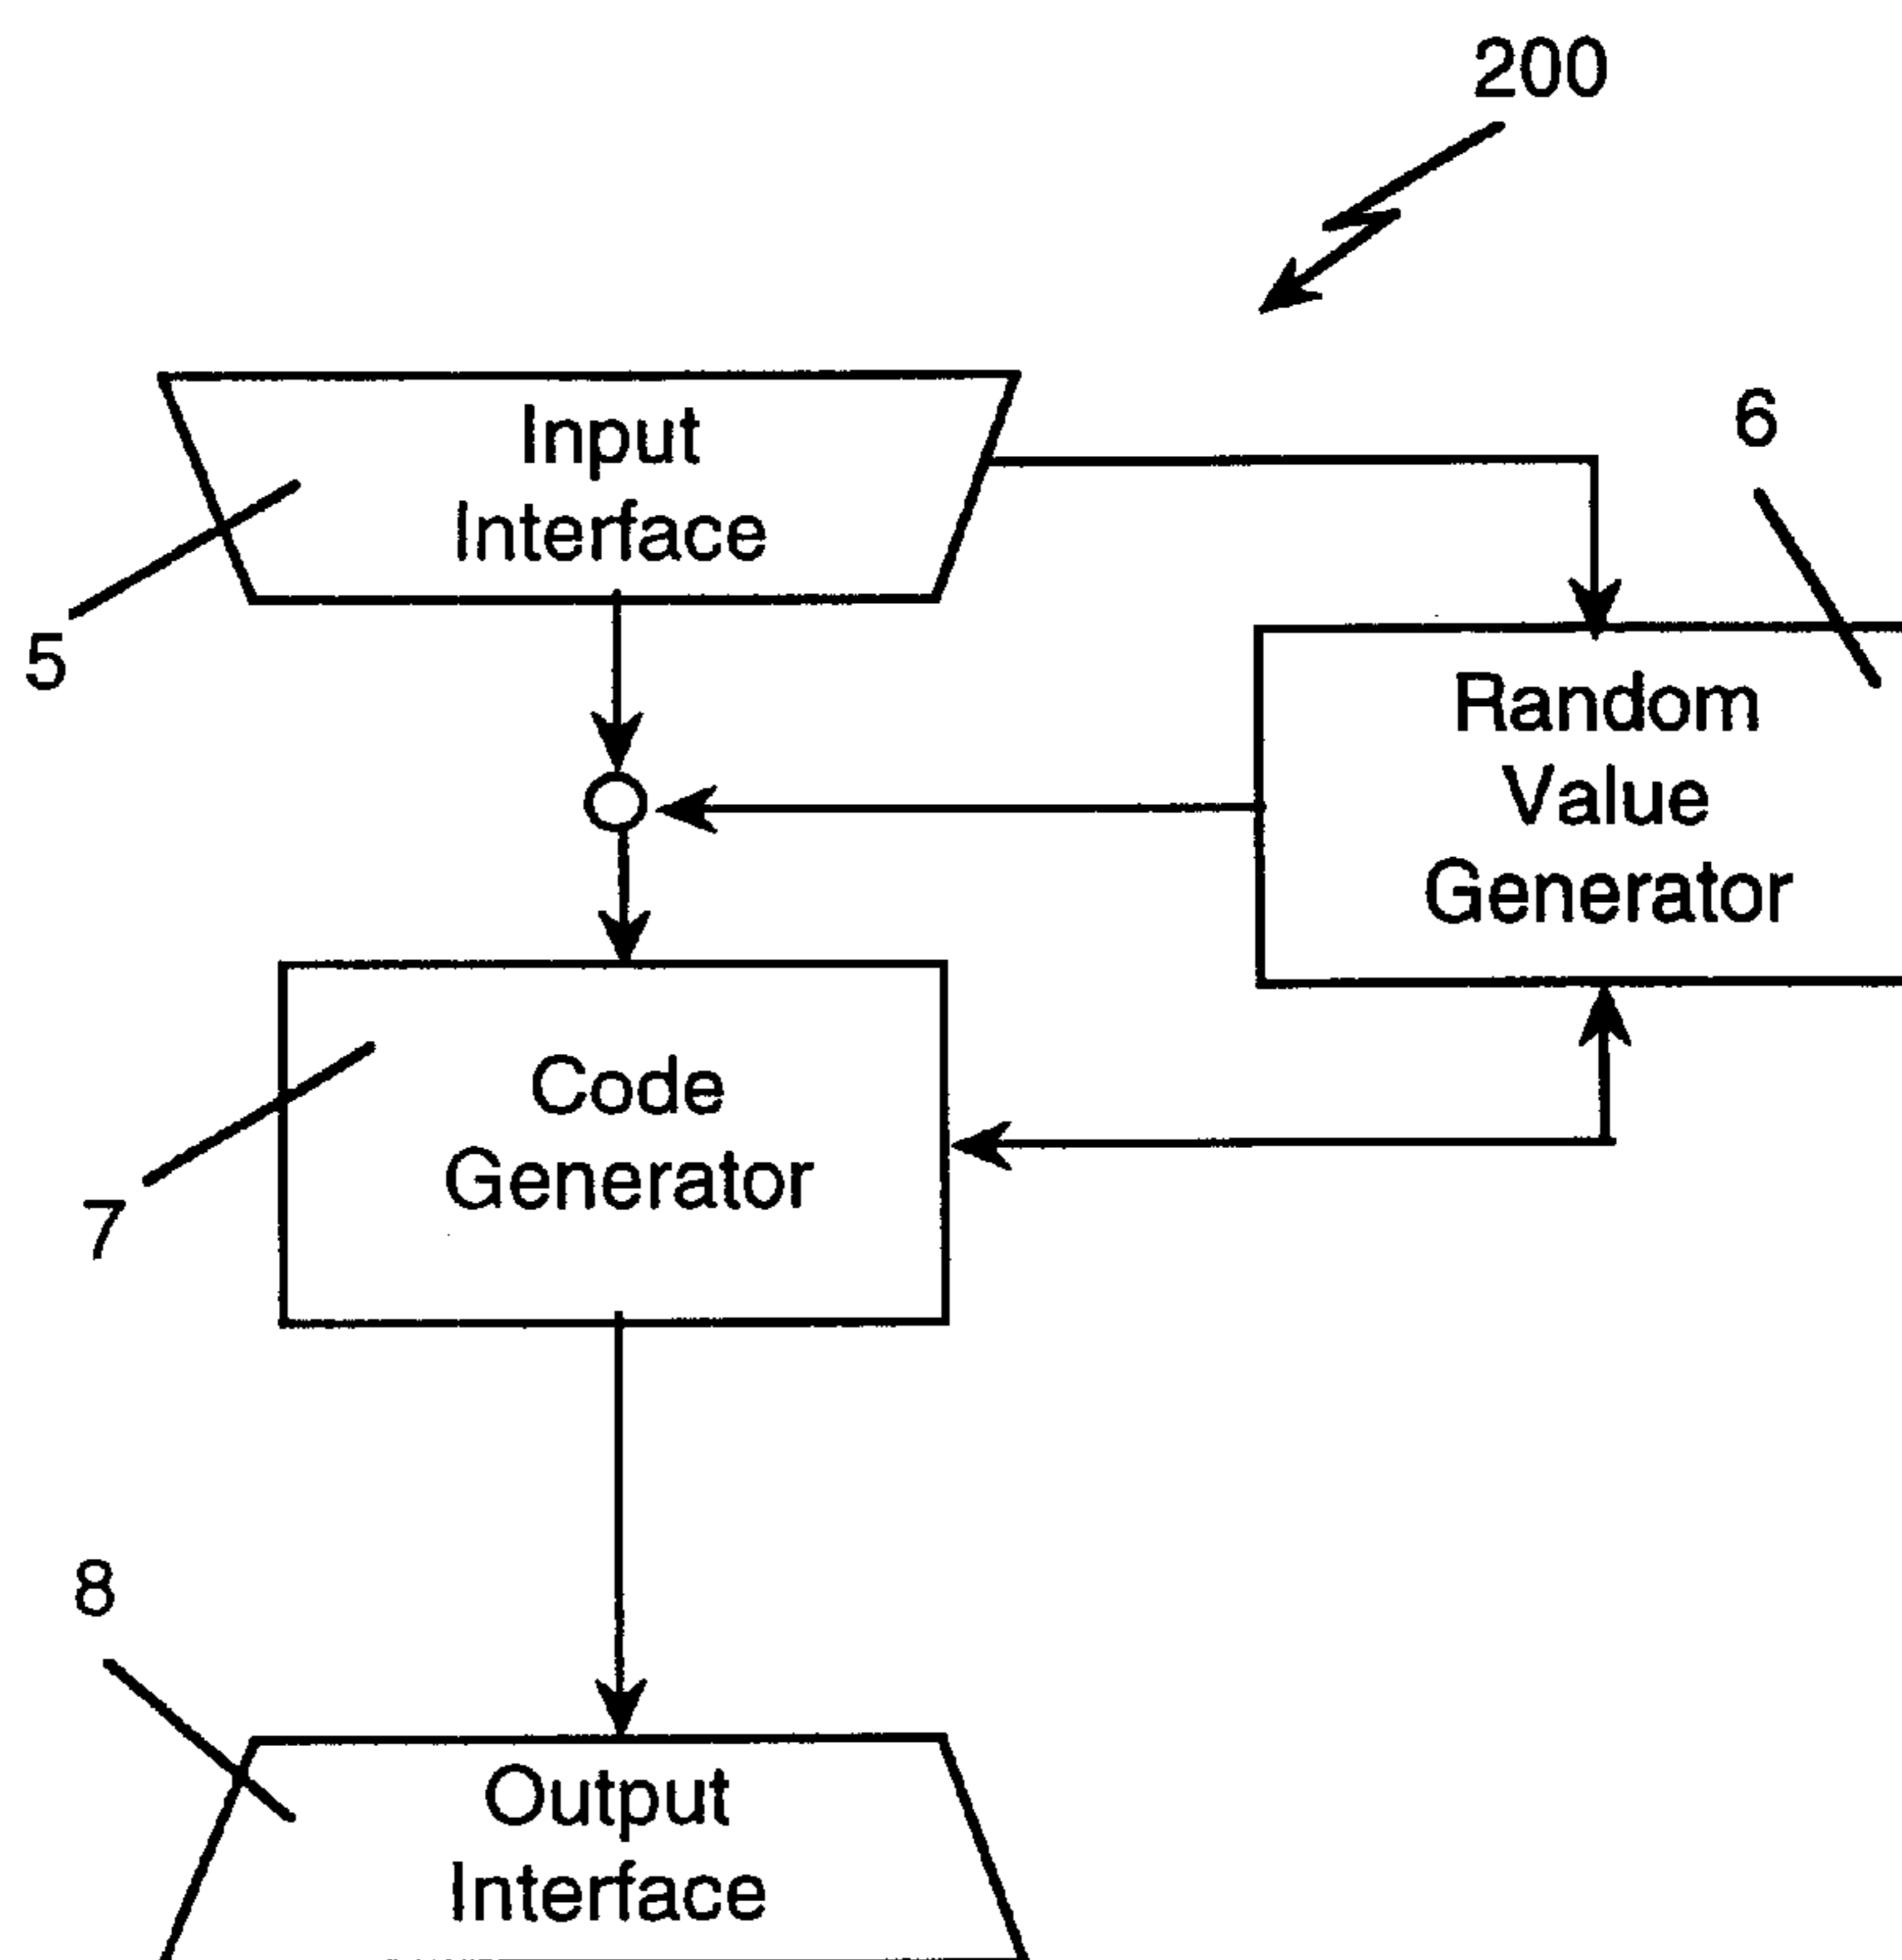 200
Input
Interface
5
6
Random
Value
Generator
Code
Generator
7
8
Output
Interface